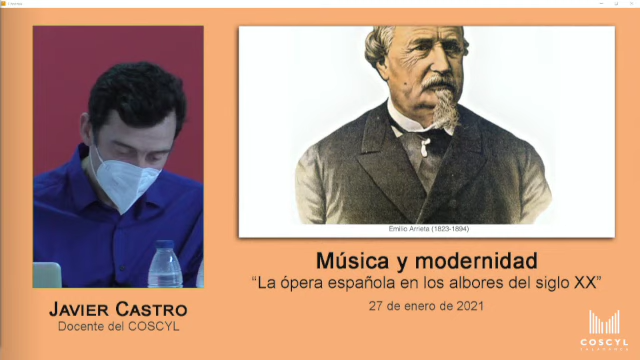 Emilio Arrieta (1823-1894)
Música y modernidad
“La ópera española en los albores del siglo XX”
27 de enero de 2021
JAVIER CASTRO
Docente del COSCYL
COSCYL
SALAMANCA